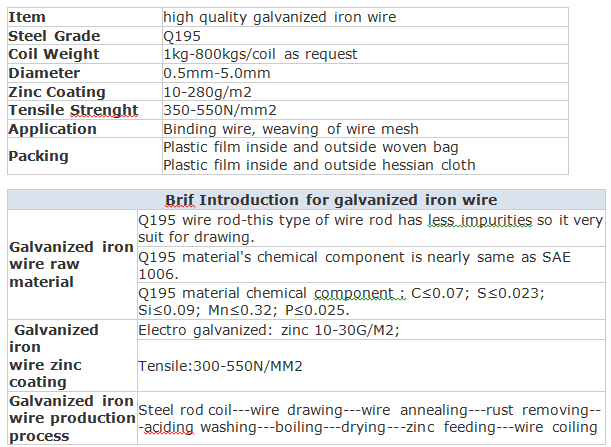 Item high quality galvanized iron wire
Steel Grade Q195
Coil Weight 1kg-800kgs/coil as request
Diameter 0.5mm-5.0mm
Zinc Coating 10-280g/m2
Tensile Strenght 350-550N/mm2
Application Binding wire, weaving of wire mesh
Packing Plastic film inside and outside woven bag
Plastic film inside and outside hessian cloth
Brif Introduction for galvanized iron wire
Galvanized iron
wire raw
material
Q195 wire rod-this type of wire rod has less impurities so it very
suit for drawing.
Q195 material's chemical component is nearly same as SAE
1006.
Q195 material chemical component : C≤0.07; S≤0.023;
Si≤0.09; Mn≤0.32; P≤0.025.
Galvanized
iron
wire zinc
coating
Electro galvanized: zinc 10-30G/M2;
Tensile:300-550N/MM2
Galvanized iron
wire production
process
Steel rod coil---wire drawing---wire annealing---rust removing--
-aciding washing---boiling---drying---zinc feeding---wire coiling